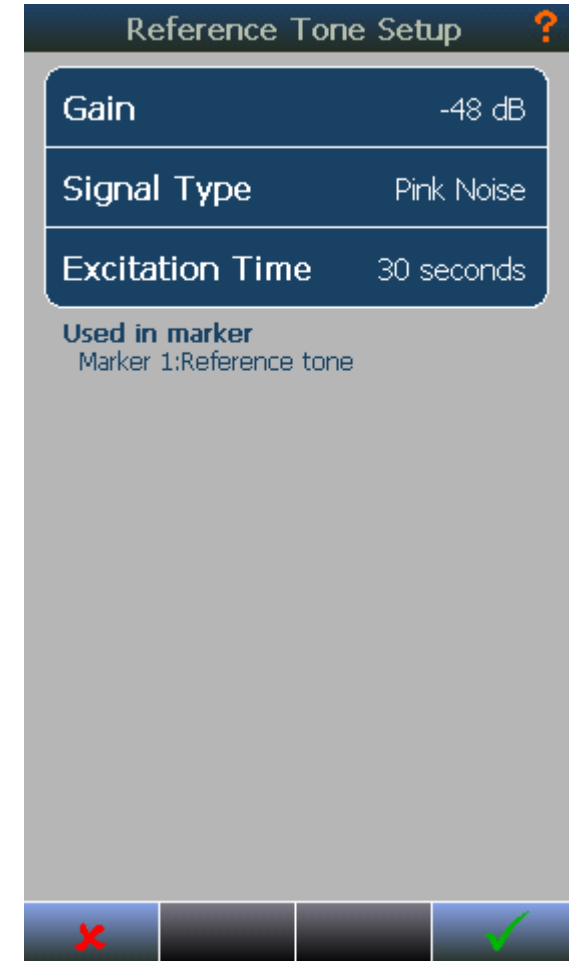 Reference Tone Setup ?
Gain -48 dB
Signal Type Pink Noise
Excitation Time 30 seconds
Used in marker
Marker 1:Reference tone